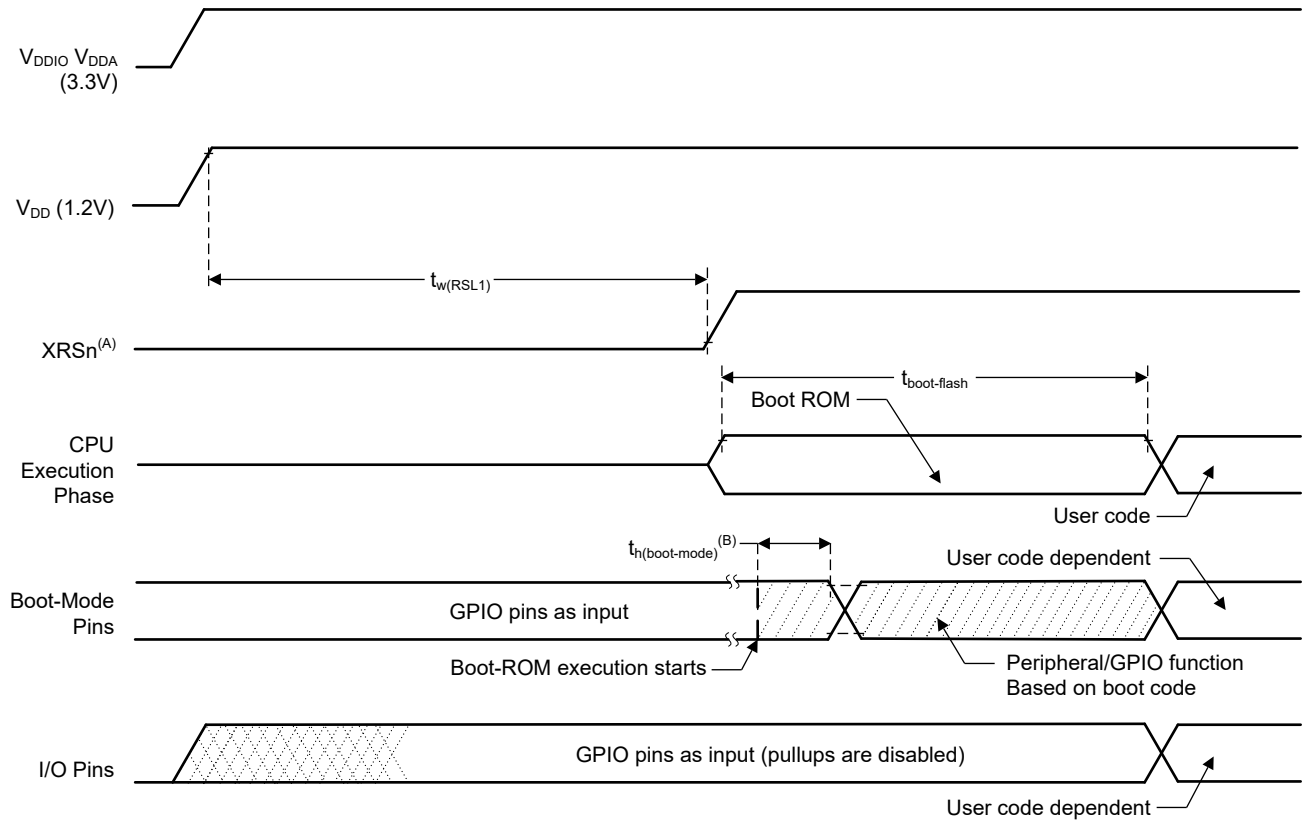 VDDIO VDDA
(3.3V)
VDD (1.2V)
tw(RSL1)
XRSn(A)
tboot-flash
Boot ROM
CPU
Execution
Phase
User code
th(boot-mode)(B)
User code dependent
Boot-Mode
Pins
GPIO pins as input
Boot-ROM execution starts
Peripheral/GPIO function
Based on boot code
I/O Pins
GPIO pins as input (pullups are disabled)
User code dependent